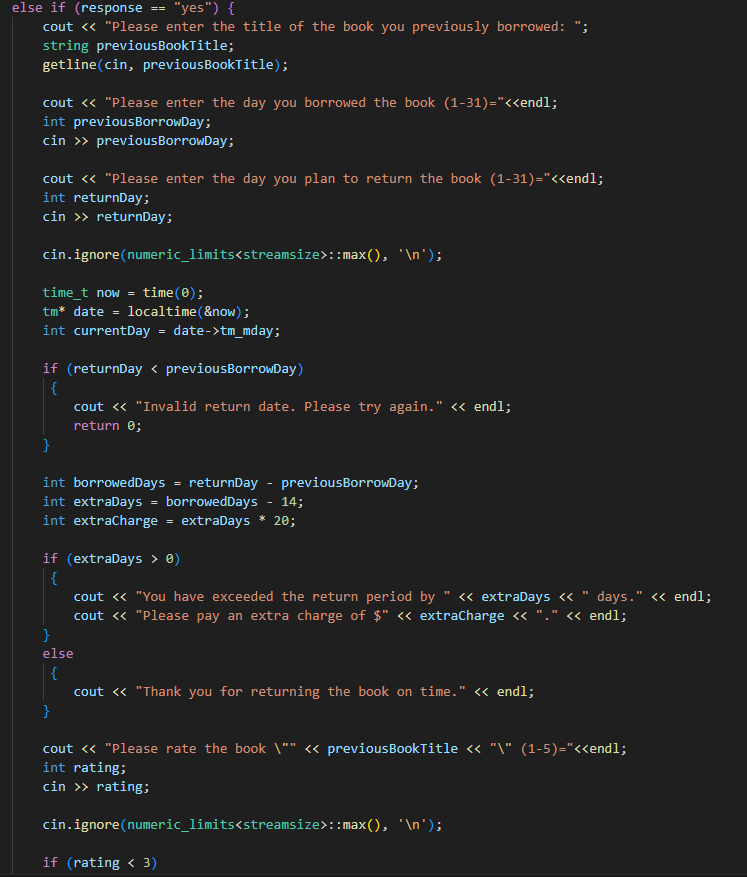 else if (response == "yes") {
    cout << "Please enter the title of the book you previously borrowed: ";
    string previousBookTitle;
    getline(cin, previousBookTitle);

    cout << "Please enter the day you borrowed the book (1-31)="<<endl;
    int previousBorrowDay;
    cin >> previousBorrowDay;

    cout << "Please enter the day you plan to return the book (1-31)="<<endl;
    int returnDay;
    cin >> returnDay;

    cin.ignore(numeric_limits<streamsize>::max(), '\n');

    time_t now = time(0);
    tm* date = localtime(&now);
    int currentDay = date->tm_mday;

    if (returnDay < previousBorrowDay)
     {
        cout << "Invalid return date. Please try again." << endl;
        return 0;
    }

    int borrowedDays = returnDay - previousBorrowDay;
    int extraDays = borrowedDays - 14;
    int extraCharge = extraDays * 20;

    if (extraDays > 0)
     {
        cout << "You have exceeded the return period by " << extraDays << " days." << endl;
        cout << "Please pay an extra charge of $" << extraCharge << "." << endl;
    }
    else
     {
        cout << "Thank you for returning the book on time." << endl;
    }

    cout << "Please rate the book \"" << previousBookTitle << "\" (1-5)="<<endl;
    int rating;
    cin >> rating;

    cin.ignore(numeric_limits<streamsize>::max(), '\n');

    if (rating < 3)